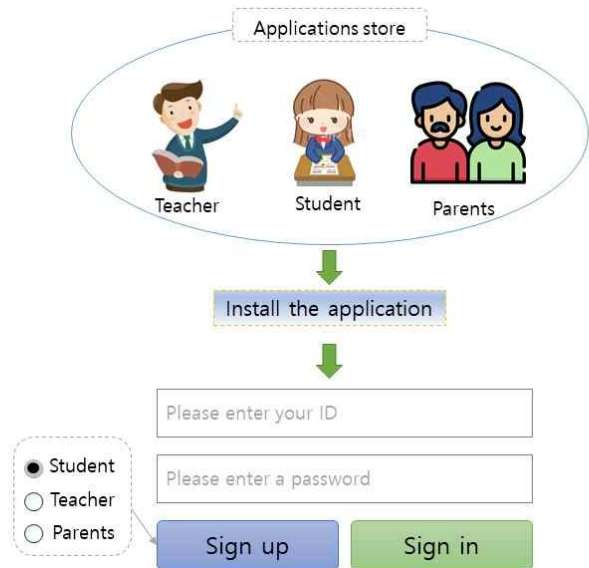 Applications store
Teacher
Student
Parents
Install the application
Please enter your ID
Please enter a password
Student
Teacher
Parents
Sign up
Sign in